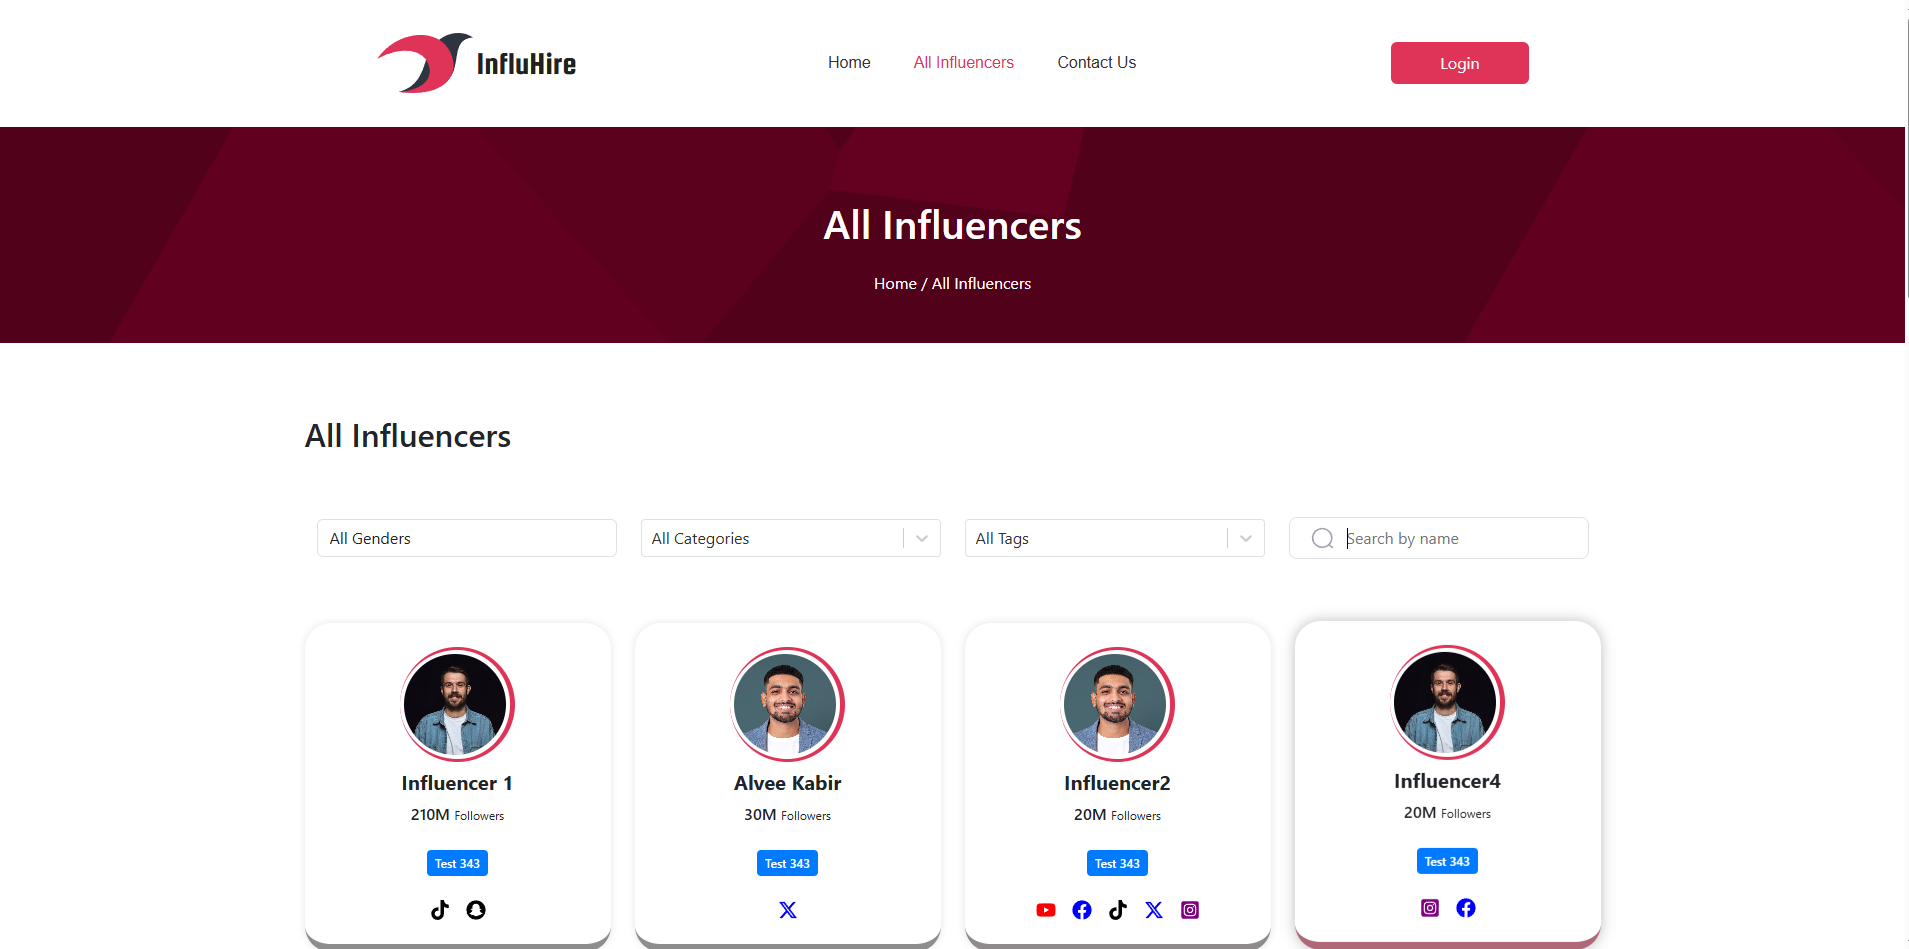 InfluHire
Home All Influencers Contact Us
Login
All Influencers
Home / All Influencers
All Influencers
All Genders All Categories All Tags Search by name
Influencer 1
210M Followers
Test 343
Alvee Kabir
30M Followers
Test 343
Influencer2
20M Followers
Test 343
Influencer4
20M Followers
Test 343